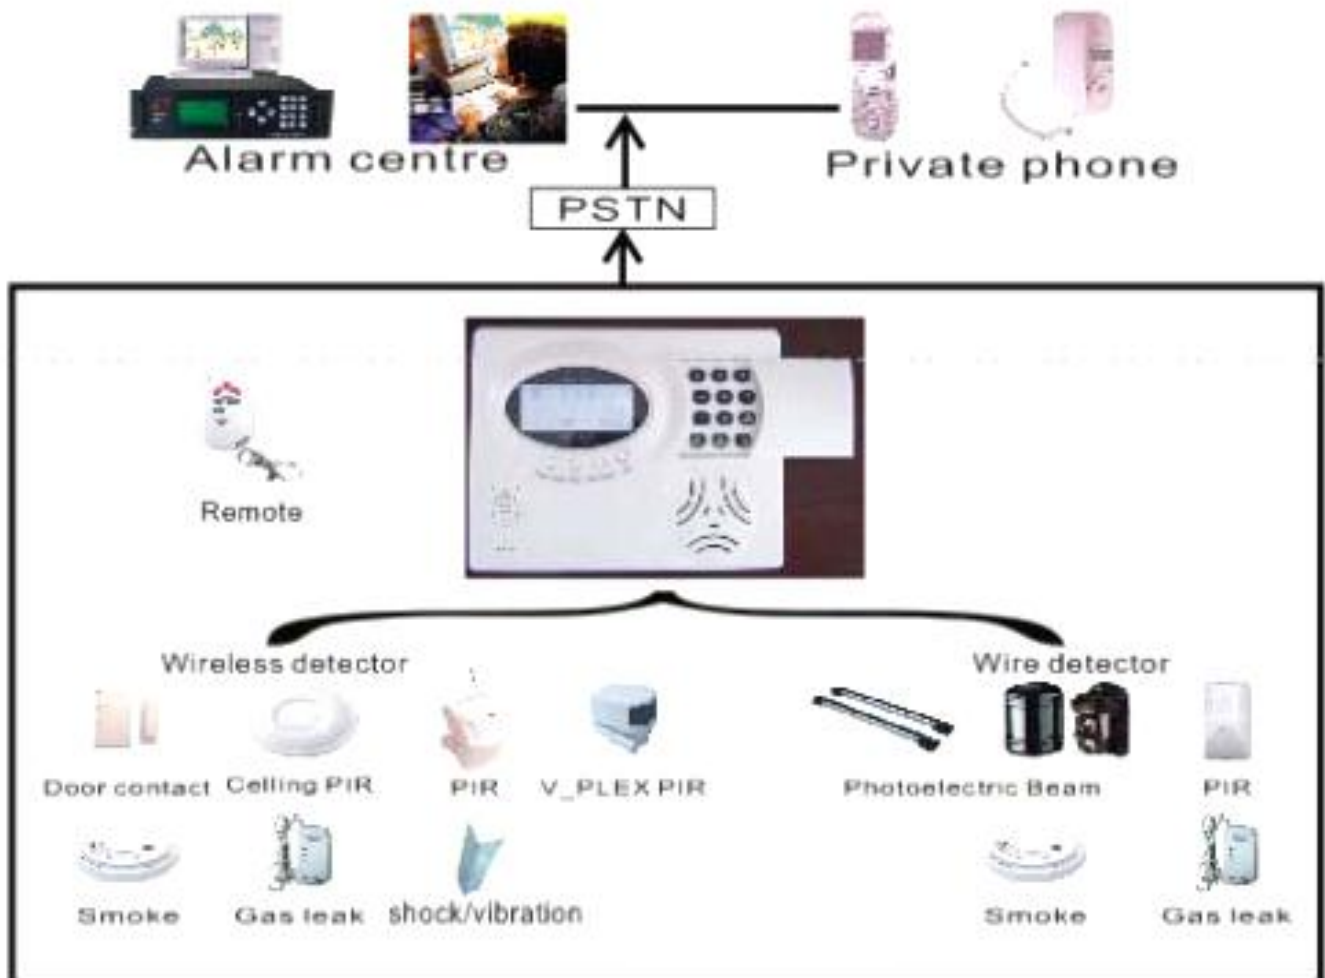 Alarm centre
Private phone
PSTN
Remote
Wireless detector
Wire detector
Door contact
Celling PIR
PIR
V_PLEX PIR
Photoelectric Beam
PIR
Smoke
Gas leak
shock/vibration
Smoke
Gas leak